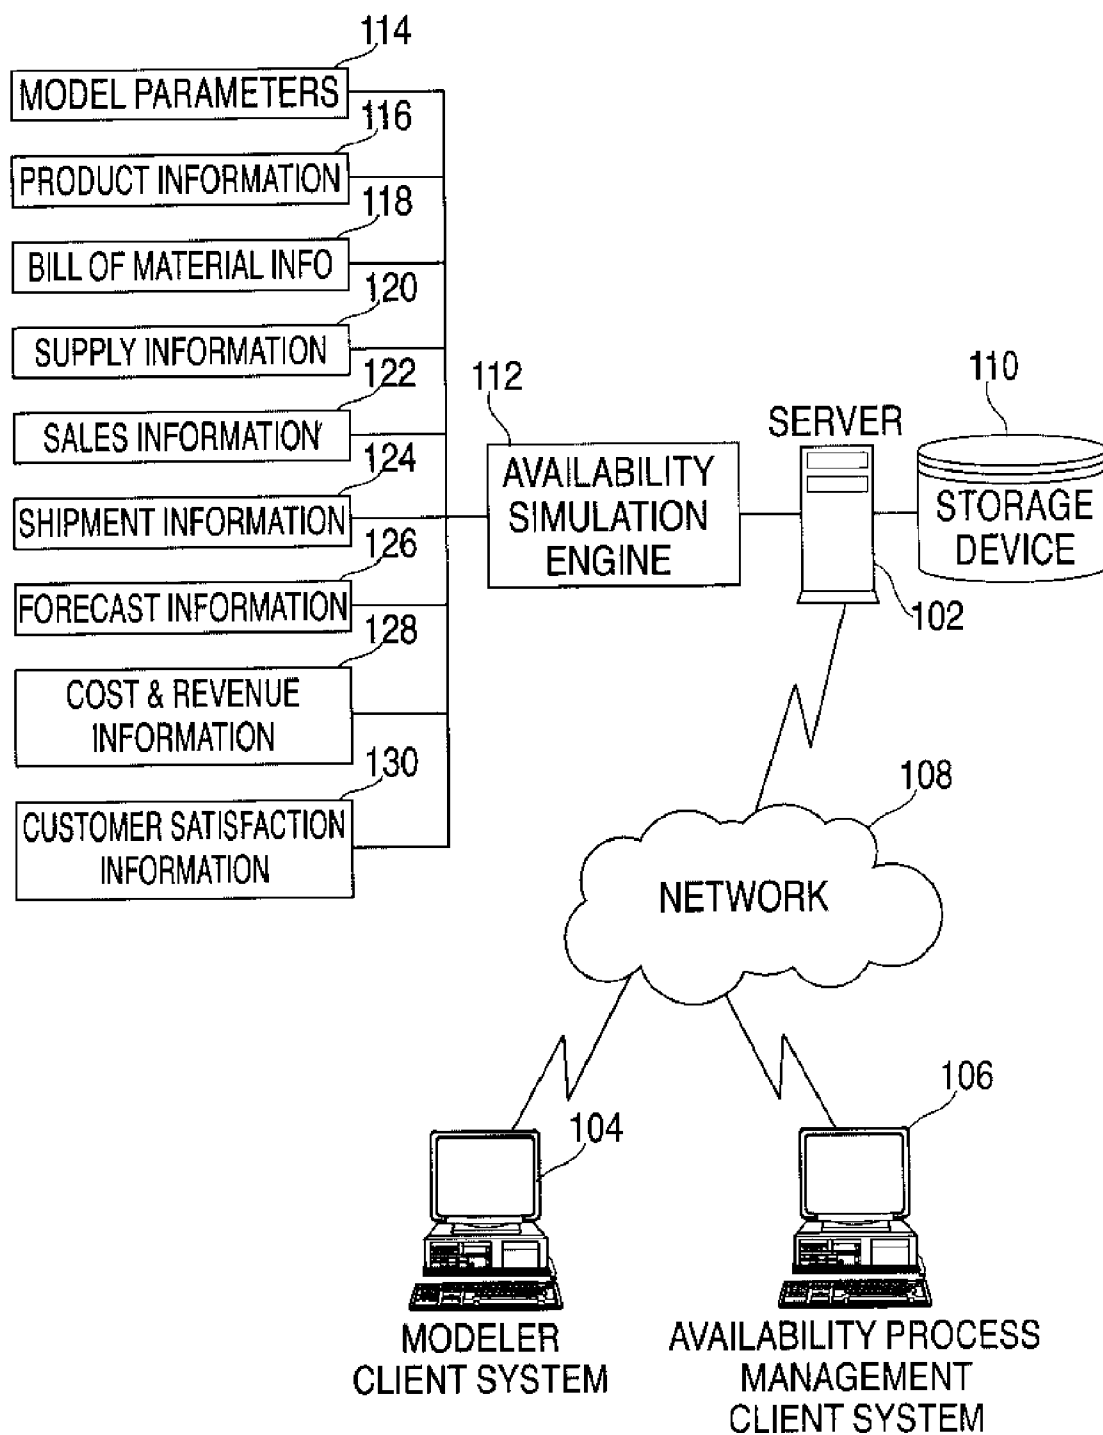 114
MODEL PARAMETERS
116
PRODUCT INFORMATION
118
BILL OF MATERIAL INFO
120
SUPPLY INFORMATION
122
SALES INFORMATION
124
SHIPMENT INFORMATION
126
FORECAST INFORMATION
128
COST & REVENUE
INFORMATION
130
CUSTOMER SATISFACTION
INFORMATION
112
AVAILABILITY
SIMULATION
ENGINE
SERVER
102
110
STORAGE
DEVICE
108
NETWORK
104
MODELER
CLIENT SYSTEM
106
AVAILABILITY PROCESS
MANAGEMENT
CLIENT SYSTEM